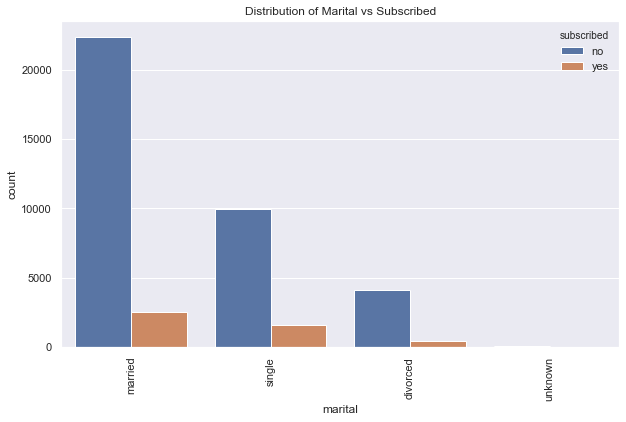 Distribution of Marital vs Subscribed
subscribed
no
yes
20000
15000
10000
5000
0
count
married
single
divorced
unknown
marital